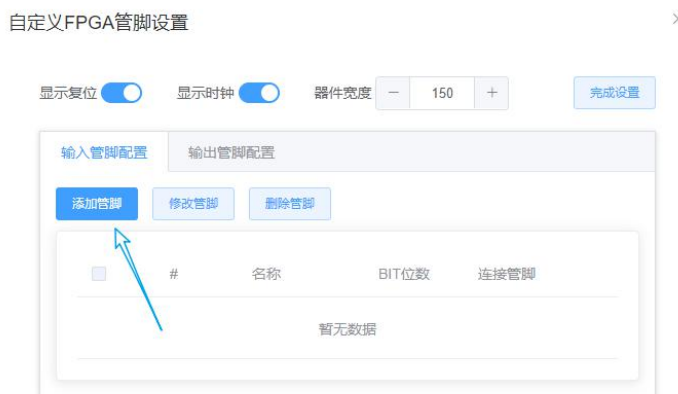 自定义FPGA管脚设置
显示复位 显示时钟 器件宽度 － 150 + 完成设置
输入管脚配置 输出管脚配置
添加管脚 修改管脚 删除管脚
# 名称 BIT位数 连接管脚
暂无数据